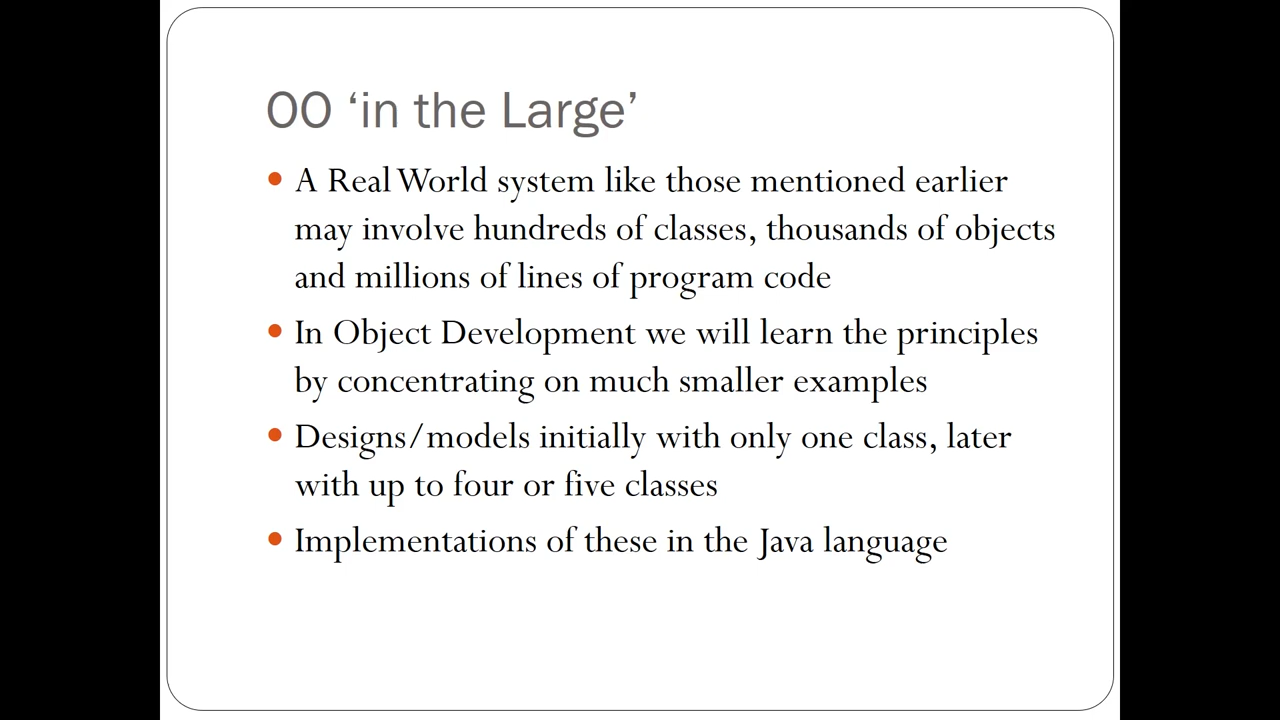 OO ‘in the Large’
• A Real World system like those mentioned earlier
may involve hundreds of classes, thousands of objects
and millions of lines of program code
• In Object Development we will learn the principles
by concentrating on much smaller examples
• Designs/models initially with only one class, later
with up to four or five classes
• Implementations of these in the Java language